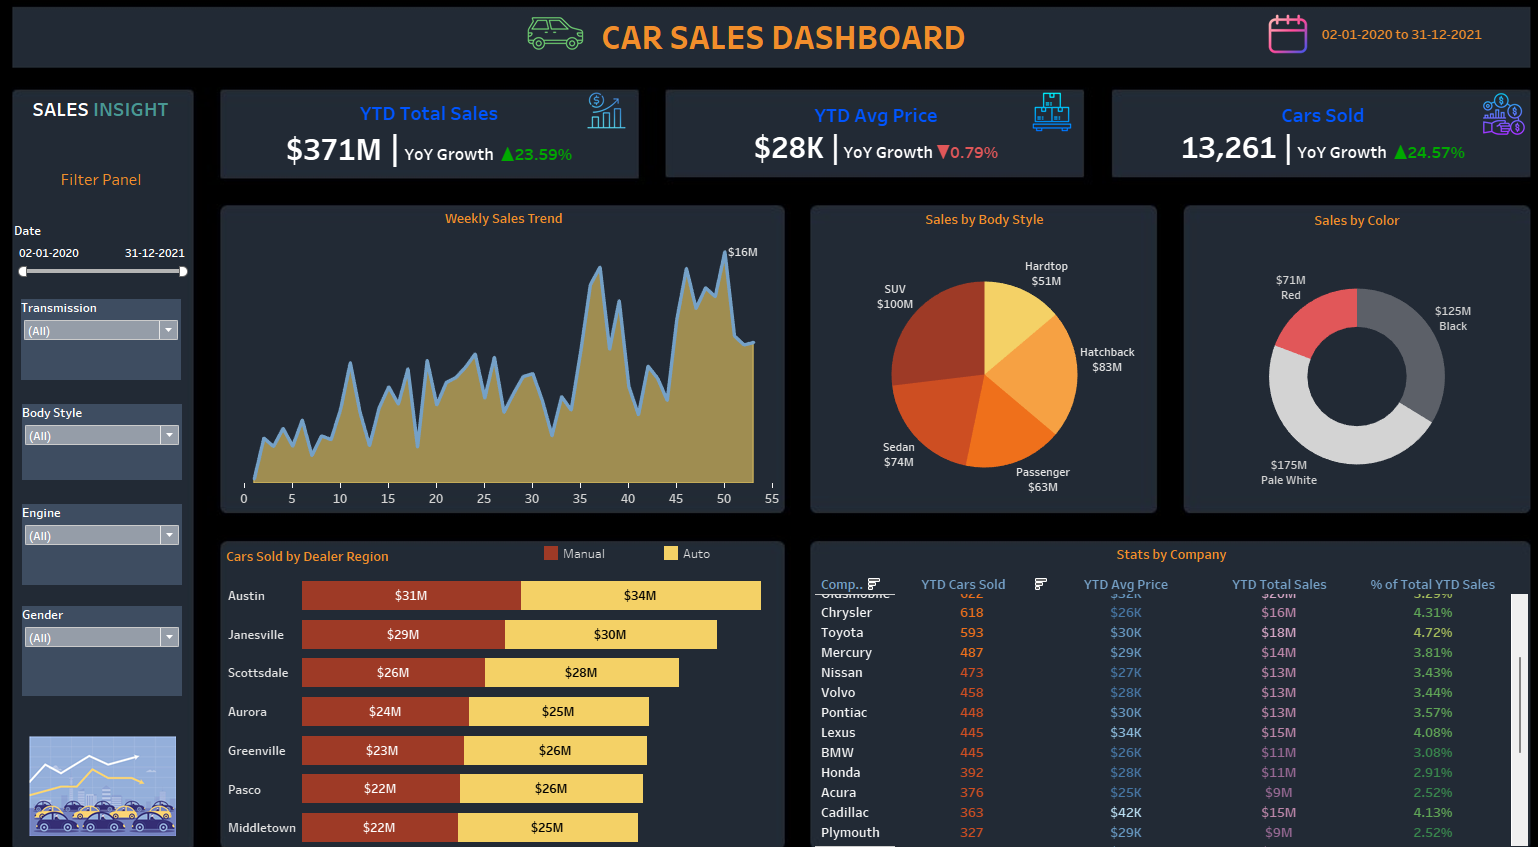 CAR SALES DASHBOARD
02-01-2020 to 31-12-2021
SALES INSIGHT
Filter Panel
Date
02-01-2020 31-12-2021
Transmission
(All)
Body Style
(All)
Engine
(All)
Gender
(All)
YTD Total Sales
$371M | YoY Growth ▲23.59%
YTD Avg Price
$28K | YoY Growth ▼0.79%
Cars Sold
13,261 | YoY Growth ▲24.57%
Weekly Sales Trend
$16M
0 5 10 15 20 25 30 35 40 45 50 55
Sales by Body Style
Hardtop
$51M
SUV
$100M
Hatchback
$83M
Sedan
$74M
Passenger
$63M
Sales by Color
$71M
Red
$125M
Black
$175M
Pale White
Cars Sold by Dealer Region
Manual Auto
Austin $31M $34M
Janesville $29M $30M
Scottsdale $26M $28M
Aurora $24M $25M
Greenville $23M $26M
Pasco $22M $26M
Middletown $22M $25M
Stats by Company
Comp.. YTD Cars Sold YTD Avg Price YTD Total Sales % of Total YTD Sales
Oldsmobile 622 $32K $20M 5.29%
Chrysler 618 $26K $16M 4.31%
Toyota 593 $30K $18M 4.72%
Mercury 487 $29K $14M 3.81%
Nissan 473 $27K $13M 3.43%
Volvo 458 $28K $13M 3.44%
Pontiac 448 $30K $13M 3.57%
Lexus 445 $34K $15M 4.08%
BMW 445 $26K $11M 3.08%
Honda 392 $28K $11M 2.91%
Acura 376 $25K $9M 2.52%
Cadillac 363 $42K $15M 4.13%
Plymouth 327 $29K $9M 2.52%